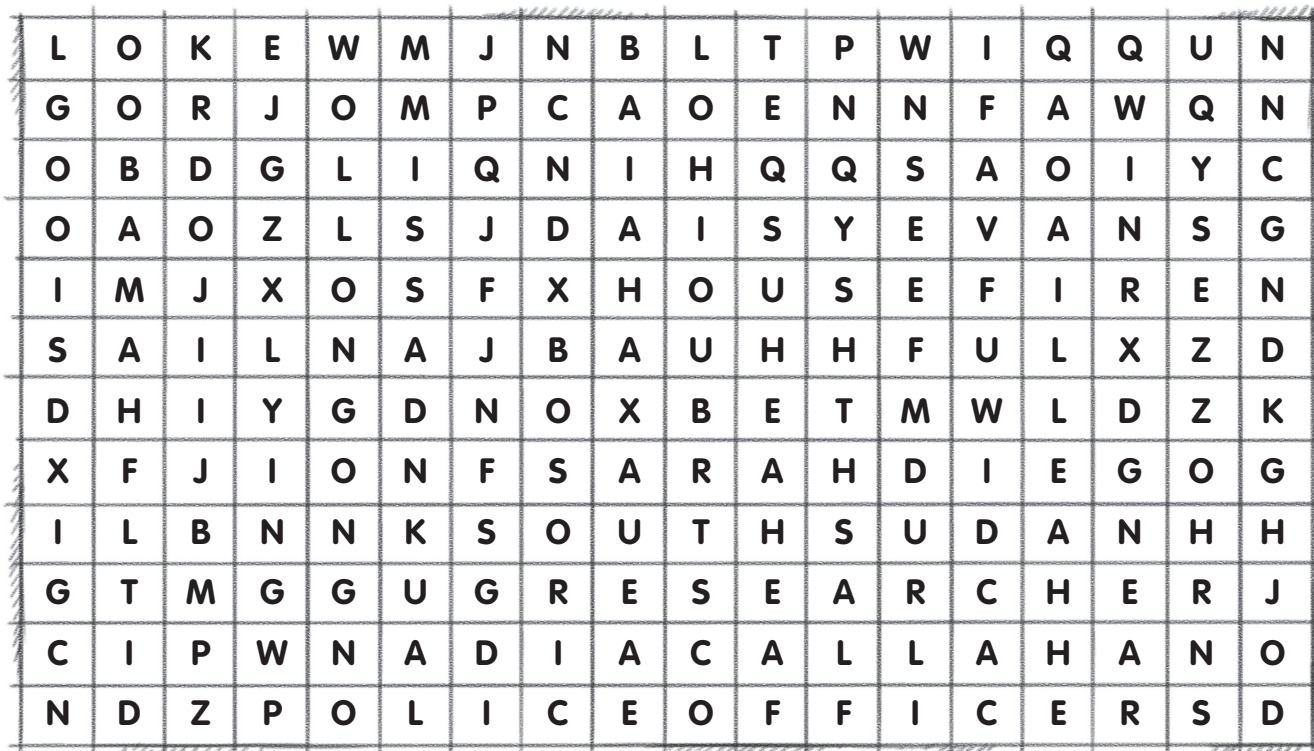 L O K E W M J N B L T P W I Q Q U N
G O R J O M P C A O E N N F A W Q N
O B D G L I Q N I H Q Q S A O I Y C
O A O Z L S J D A I S Y E V A N S G
I M J X O S F X H O U S E F I R E N
S A I L N A J B A U H H F U L X Z D
D H I Y G D N O X B E T M W L D Z K
X F J I O N F S A R A H D I E G O G
I L B N N K S O U T H S U D A N H H
G T M G G U G R E S E A R C H E R J
C I P W N A D I A C A L L A H A N O
N D Z P O L I C E O F F I C E R S D